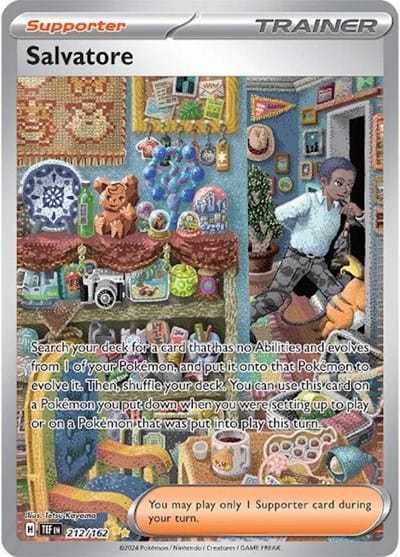 Supporter
TRAINER
Salvatore
Search your deck for a card that has no Abilities and evolves
from 1 of your Pokémon, and put it onto that Pokémon to
evolve it. Then, shuffle your deck. You can use this card on
a Pokémon you put down when you were setting up to play
or on a Pokémon that was put into play this turn.
Illus. Tetsu Kayama
H TEF EN 212/162
You may play only 1 Supporter card during
your turn.
©2024 Pokémon / Nintendo / Creatures / GAME FREAK